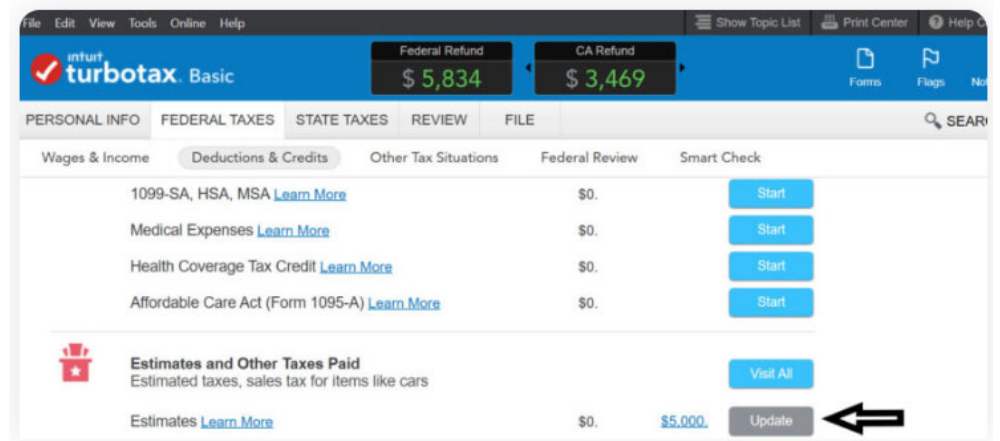 File Edit View Tools Online Help Show Topic List Print Center Help
intuit
turbotax. Basic
Federal Refund
$ 5,834
CA Refund
$ 3,469
Forms
Flags
PERSONAL INFO FEDERAL TAXES STATE TAXES REVIEW FILE
Wages & Income Deductions & Credits Other Tax Situations Federal Review Smart Check
1099-SA, HSA, MSA Learn More $0. Start
Medical Expenses Learn More $0. Start
Health Coverage Tax Credit Learn More $0. Start
Affordable Care Act (Form 1095-A) Learn More $0. Start
Estimates and Other Taxes Paid
Estimated taxes, sales tax for items like cars
Visit All
Estimates Learn More $0. $5,000. Update